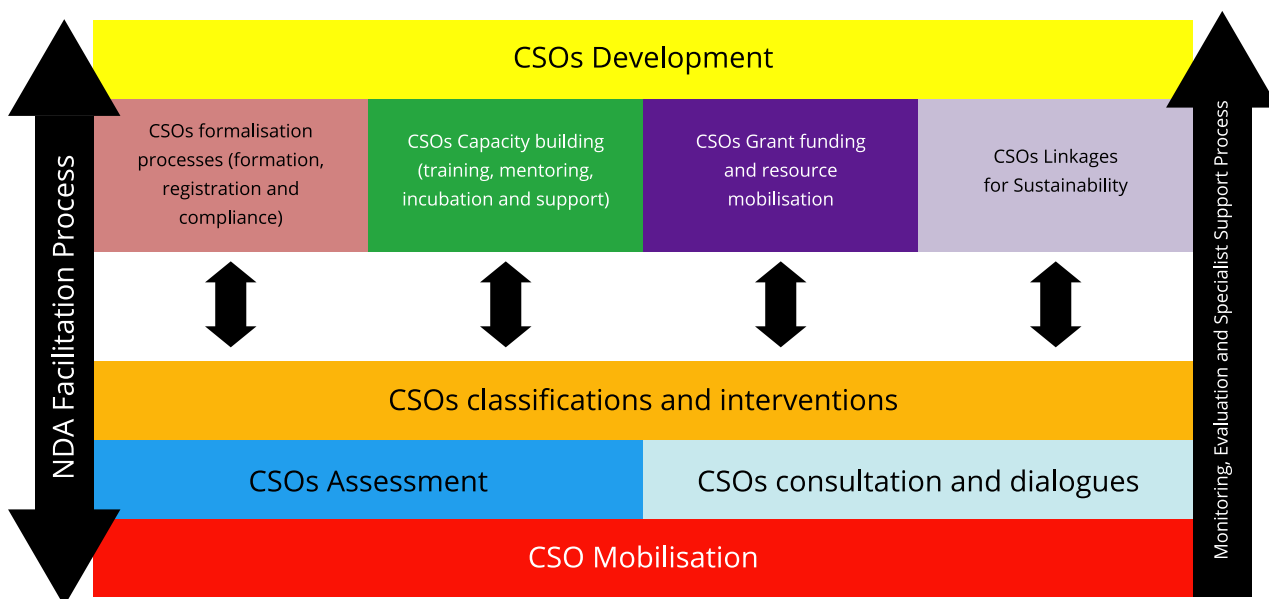 CSOs Development
CSOs formalisation
processes (formation,
registration and
compliance)
CSOs Capacity building
(training, mentoring,
incubation and support)
CSOs Grant funding
and resource
mobilisation
CSOs Linkages
for Sustainability
NDA Facilitation Process
Monitoring, Evaluation and Specialist Support Process
CSOs classifications and interventions
CSOs Assessment
CSOs consultation and dialogues
CSO Mobilisation